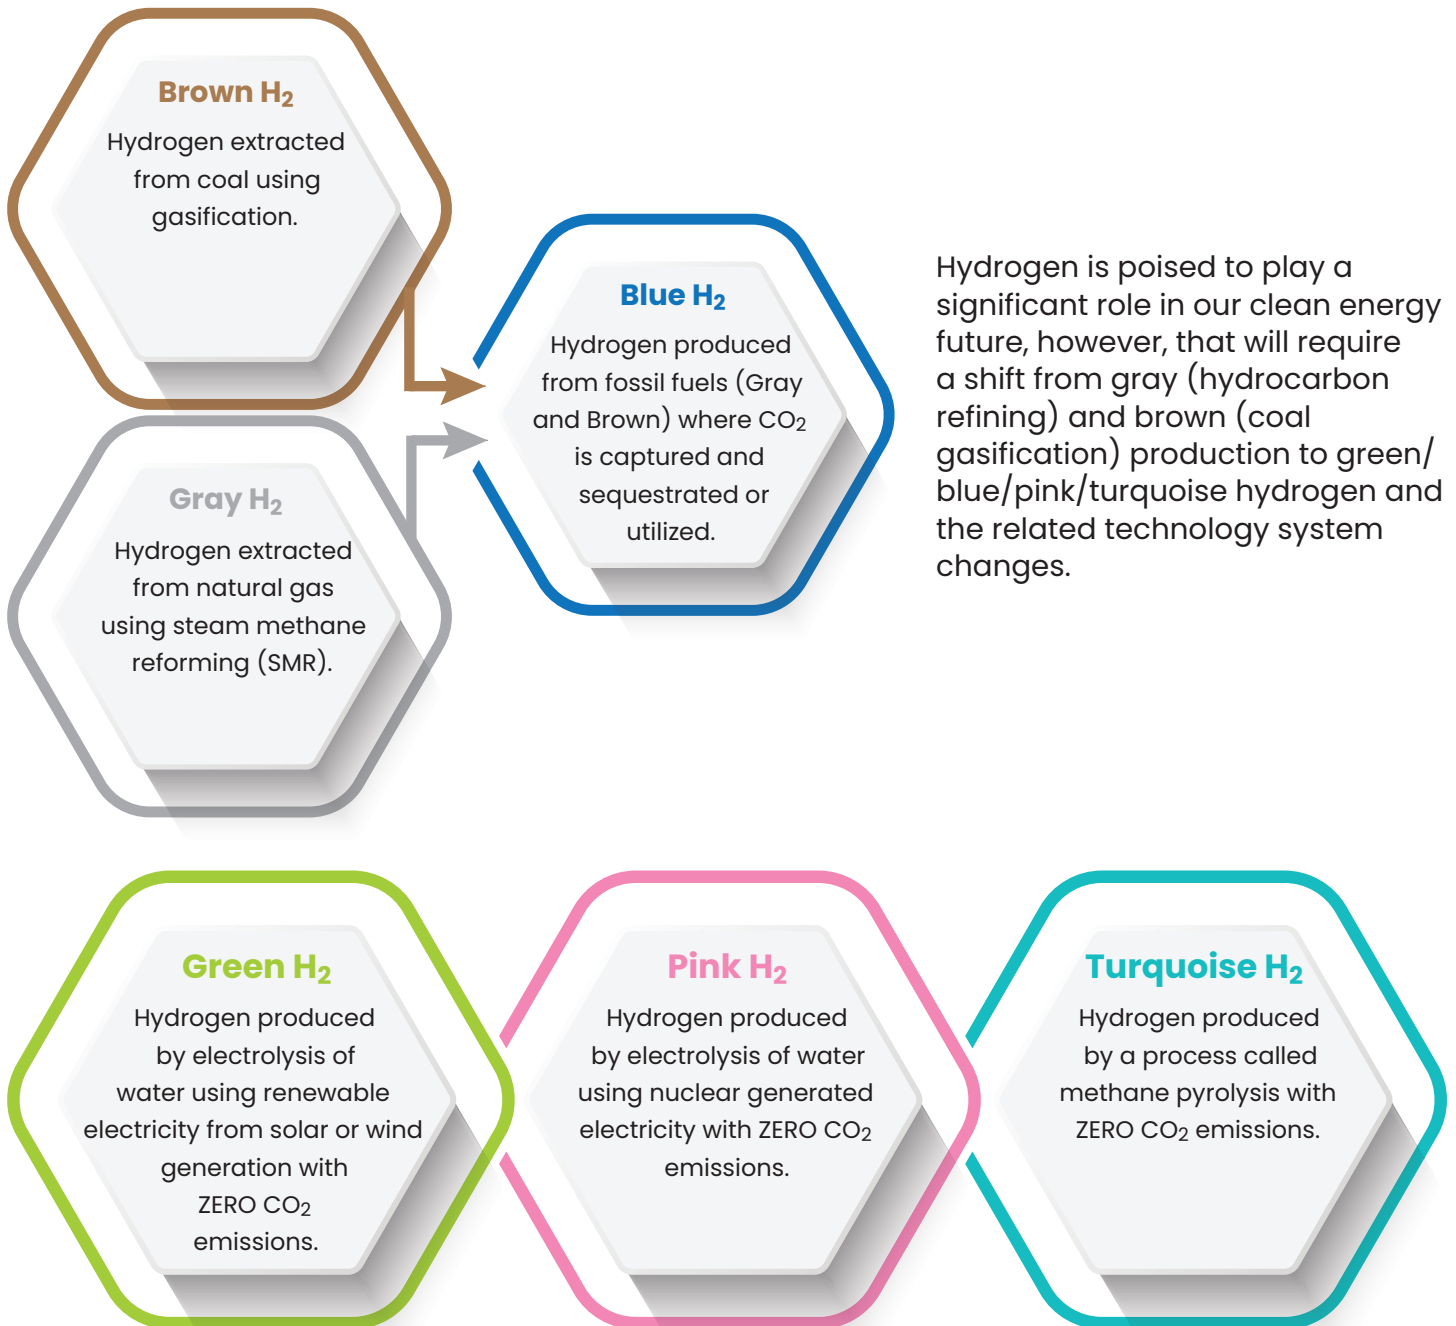 Brown H₂
Hydrogen extracted
from coal using
gasification.
Gray H₂
Hydrogen extracted
from natural gas
using steam methane
reforming (SMR).
Blue H₂
Hydrogen produced
from fossil fuels (Gray
and Brown) where CO₂
is captured and
sequestrated or
utilized.
Hydrogen is poised to play a
significant role in our clean energy
future, however, that will require
a shift from gray (hydrocarbon
refining) and brown (coal
gasification) production to green/
blue/pink/turquoise hydrogen and
the related technology system
changes.
Green H₂
Hydrogen produced
by electrolysis of
water using renewable
electricity from solar or wind
generation with
ZERO CO₂
emissions.
Pink H₂
Hydrogen produced
by electrolysis of water
using nuclear generated
electricity with ZERO CO₂
emissions.
Turquoise H₂
Hydrogen produced
by a process called
methane pyrolysis with
ZERO CO₂ emissions.